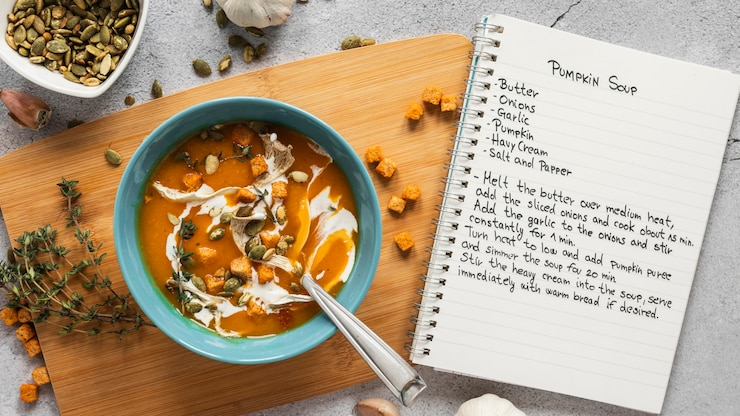 Pumpkin Soup
-Butter
-Onions
-Garlic
-Pumpkin
-Havy Cream
-Salt and Papper
- Melt the butter over medium heat,
add the sliced onions and cook about 15 min.
Add the garlic to the onions and stir
constantly for 1 min.
Turn heat to low and add pumpkin puree
and simmer the soup for 20 min
Stir the heavy cream into the soup, serve
immediately with warm bread if desired.